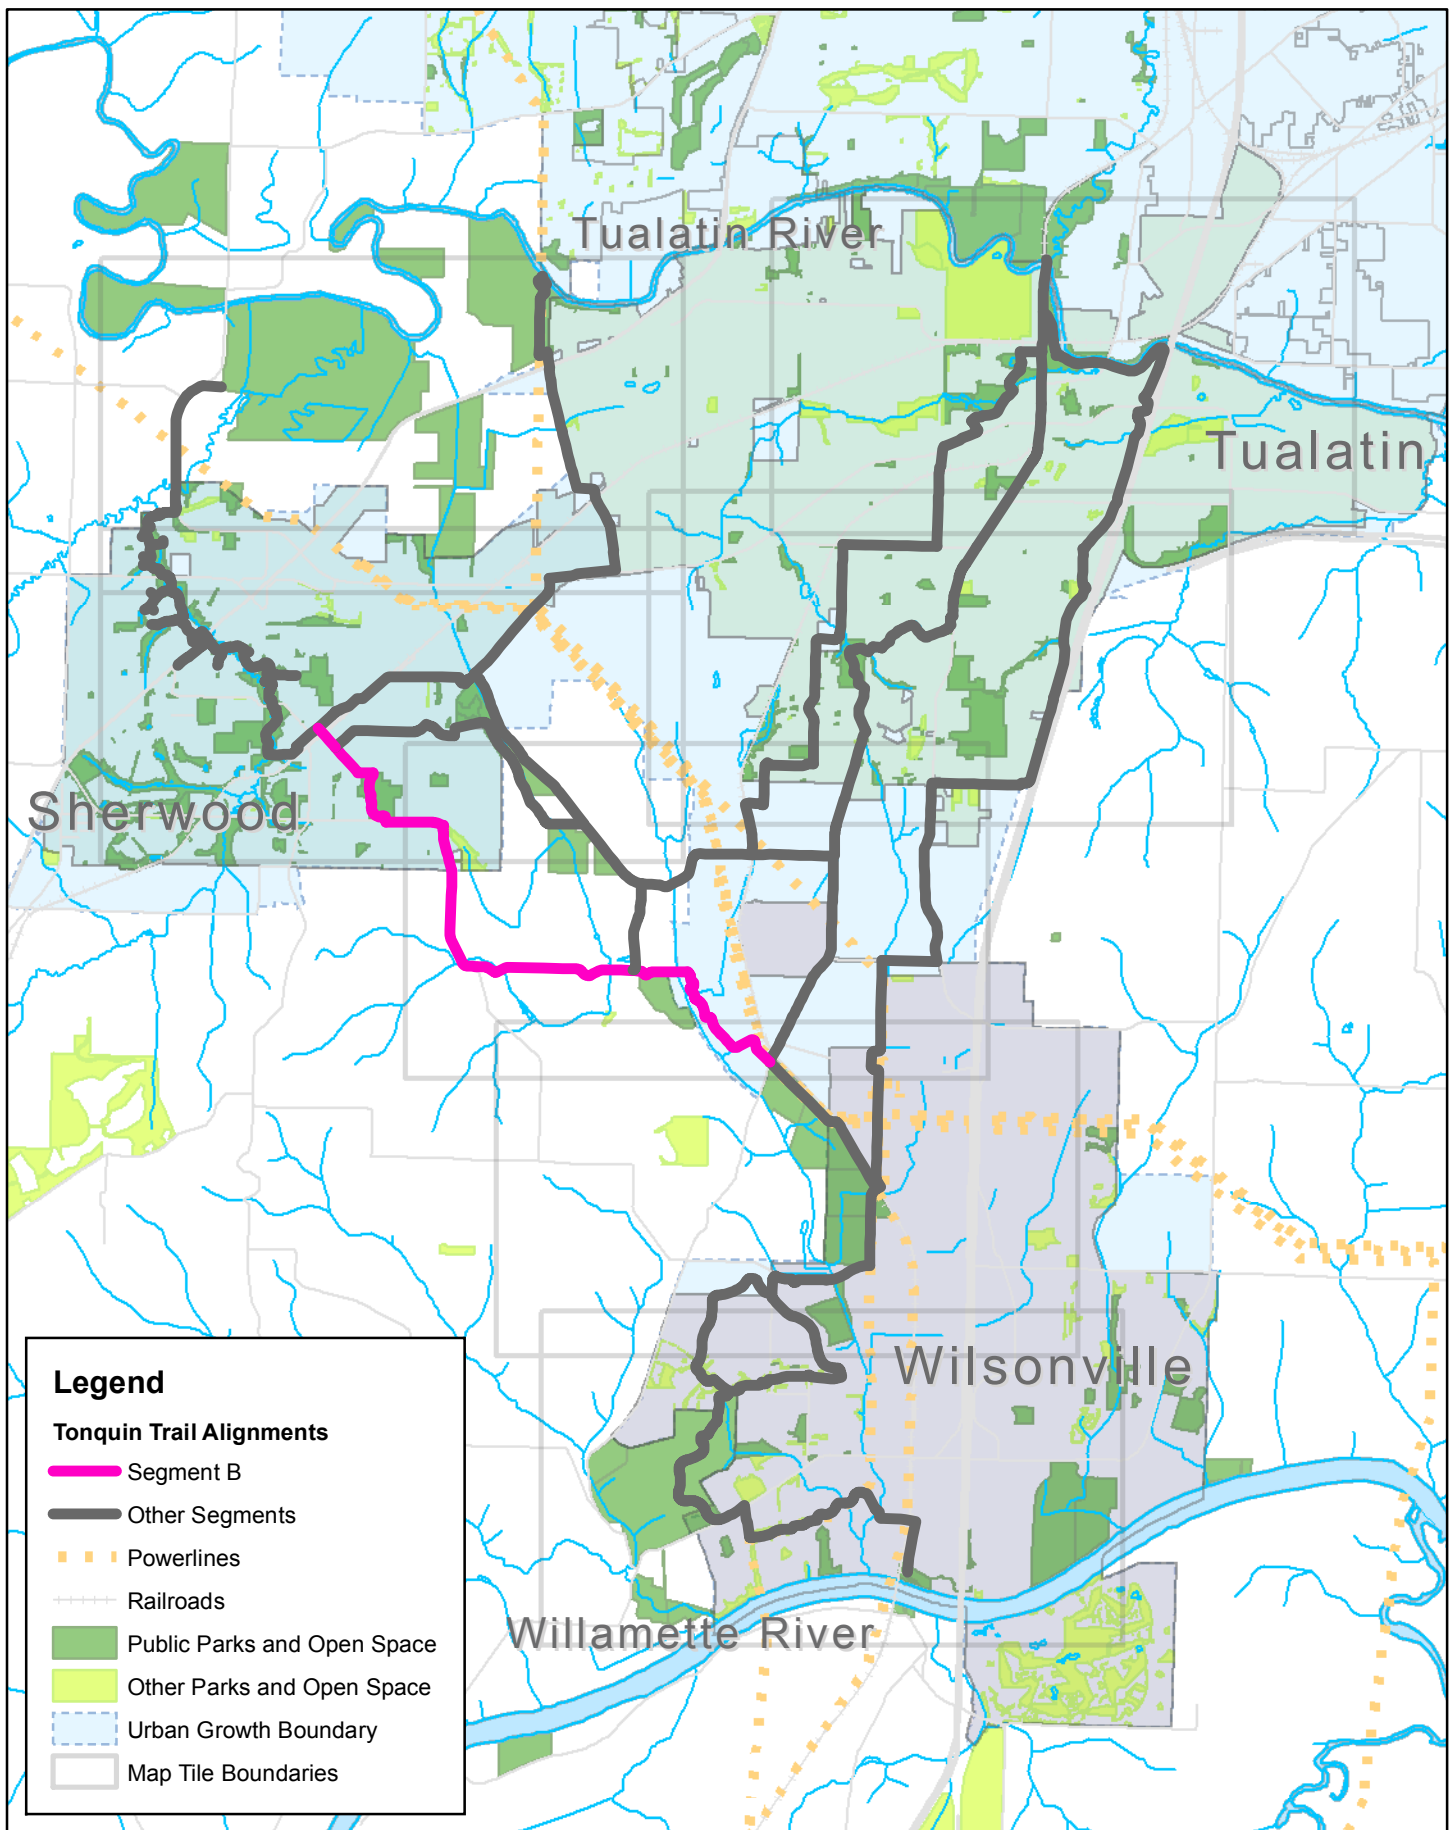 Tualatin River
Tualatin
Sherwood
Wilsonville
Willamette River
Legend
Tonquin Trail Alignments
Segment B
Other Segments
Powerlines
Railroads
Public Parks and Open Space
Other Parks and Open Space
Urban Growth Boundary
Map Tile Boundaries